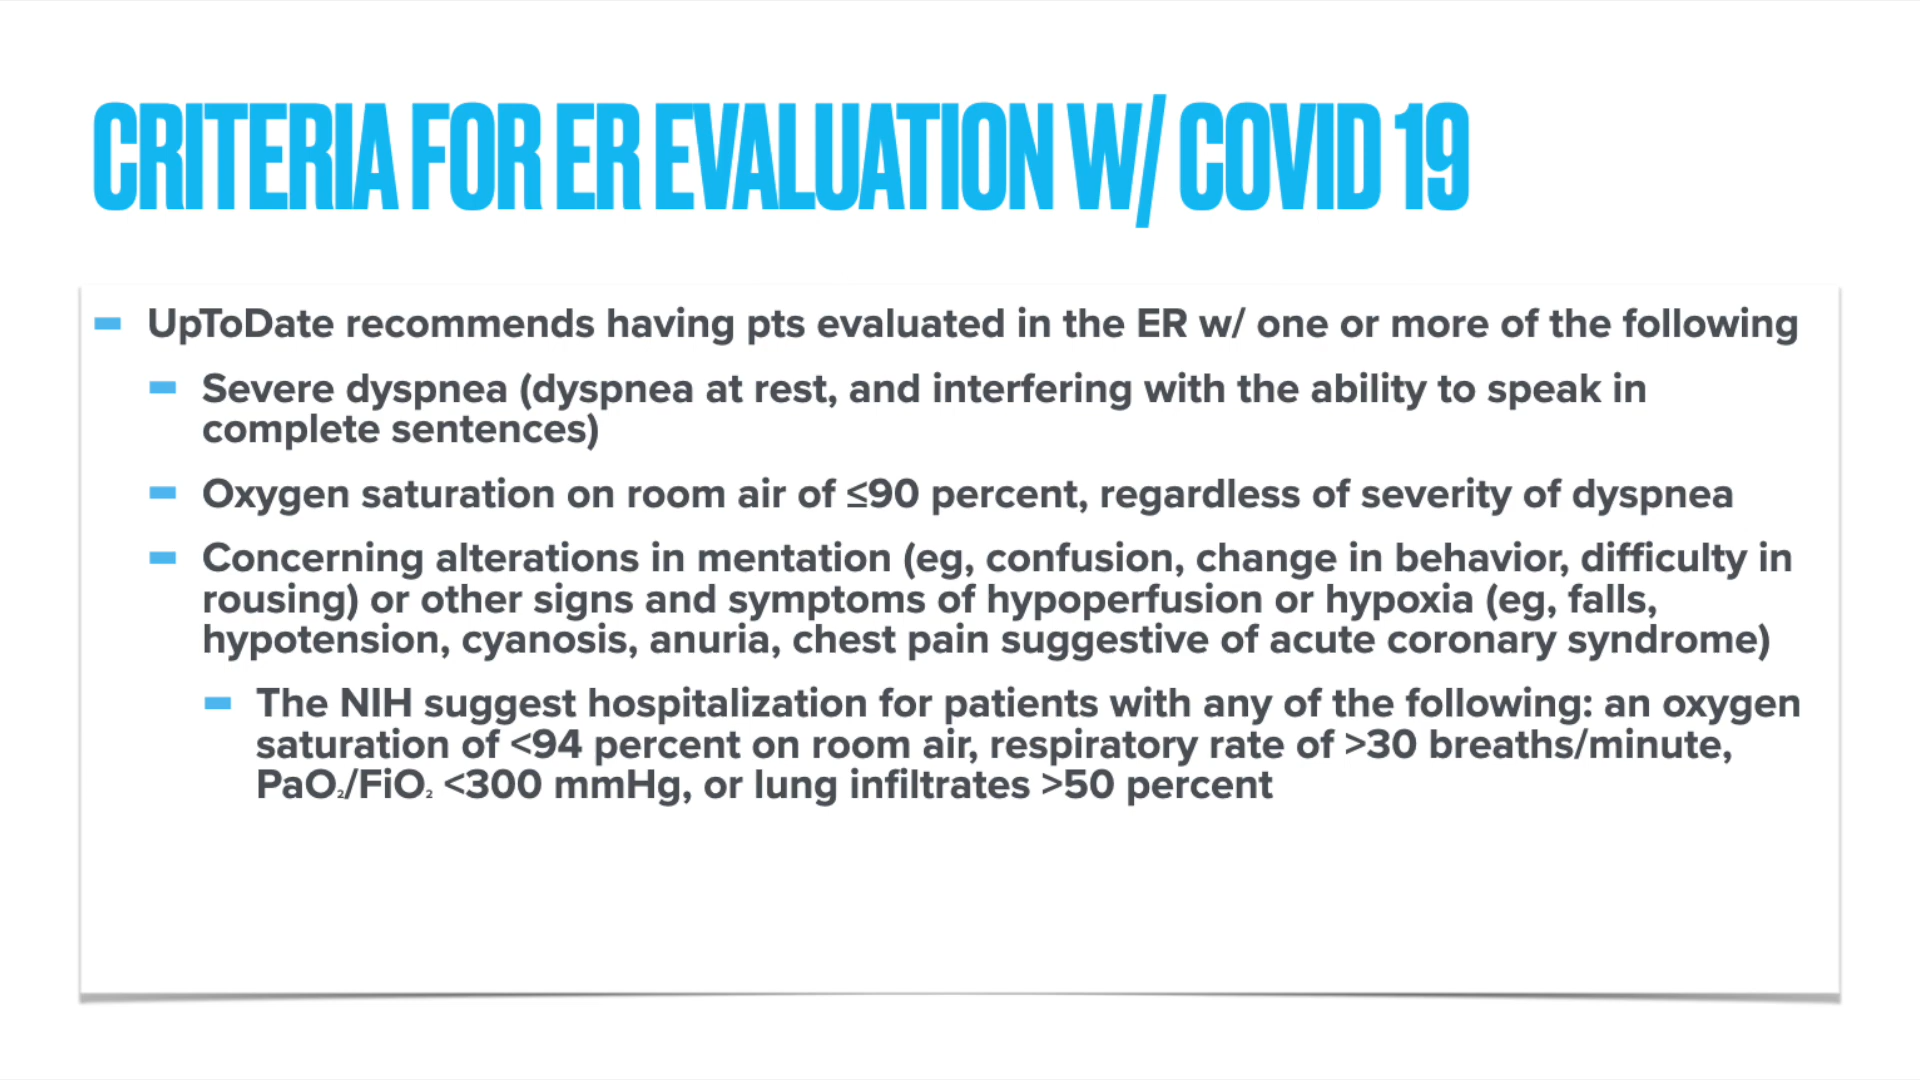 CRITERIA FOR ER EVALUATION W/ COVID 19
UpToDate recommends having pts evaluated in the ER w/ one or more of the following
Severe dyspnea (dyspnea at rest, and interfering with the ability to speak in
complete sentences)
Oxygen saturation on room air of ≤90 percent, regardless of severity of dyspnea
Concerning alterations in mentation (eg, confusion, change in behavior, difficulty in
rousing) or other signs and symptoms of hypoperfusion or hypoxia (eg, falls,
hypotension, cyanosis, anuria, chest pain suggestive of acute coronary syndrome)
The NIH suggest hospitalization for patients with any of the following: an oxygen
saturation of <94 percent on room air, respiratory rate of >30 breaths/minute,
PaO₂/FiO₂ <300 mmHg, or lung infiltrates >50 percent